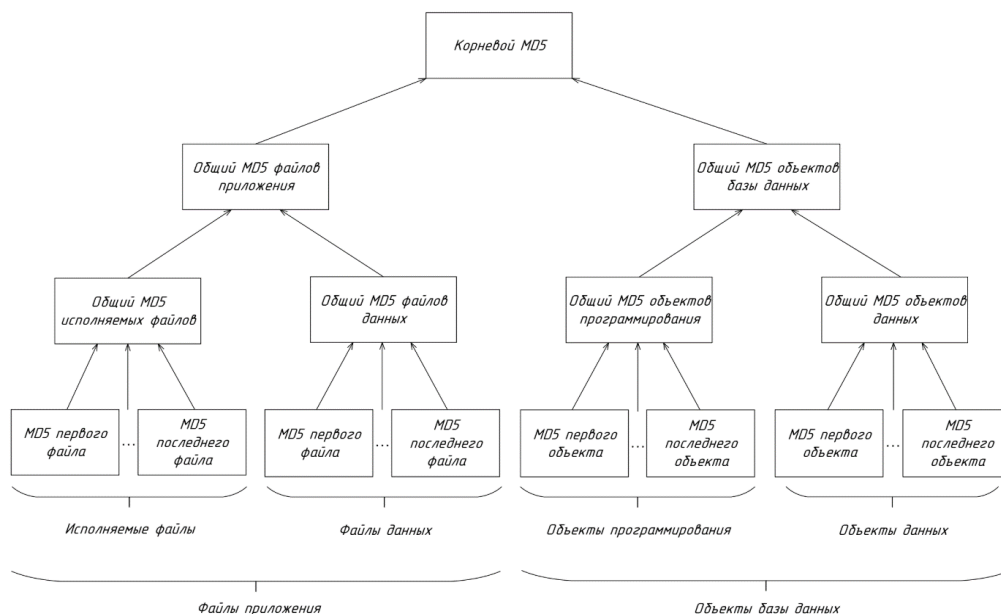 Корневой MD5
Общий MD5 файлов
приложения
Общий MD5 объектов
базы данных
Общий MD5
исполняемых файлов
Общий MD5 файлов
данных
Общий MD5 объектов
программирования
Общий MD5 объектов
данных
MD5 первого
файла
...
MD5
последнего
файла
MD5 первого
файла
...
MD5
последнего
файла
MD5 первого
объекта
...
MD5
последнего
объекта
MD5 первого
объекта
...
MD5
последнего
объекта
Исполняемые файлы
Файлы данных
Объекты программирования
Объекты данных
Файлы приложения
Объекты базы данных